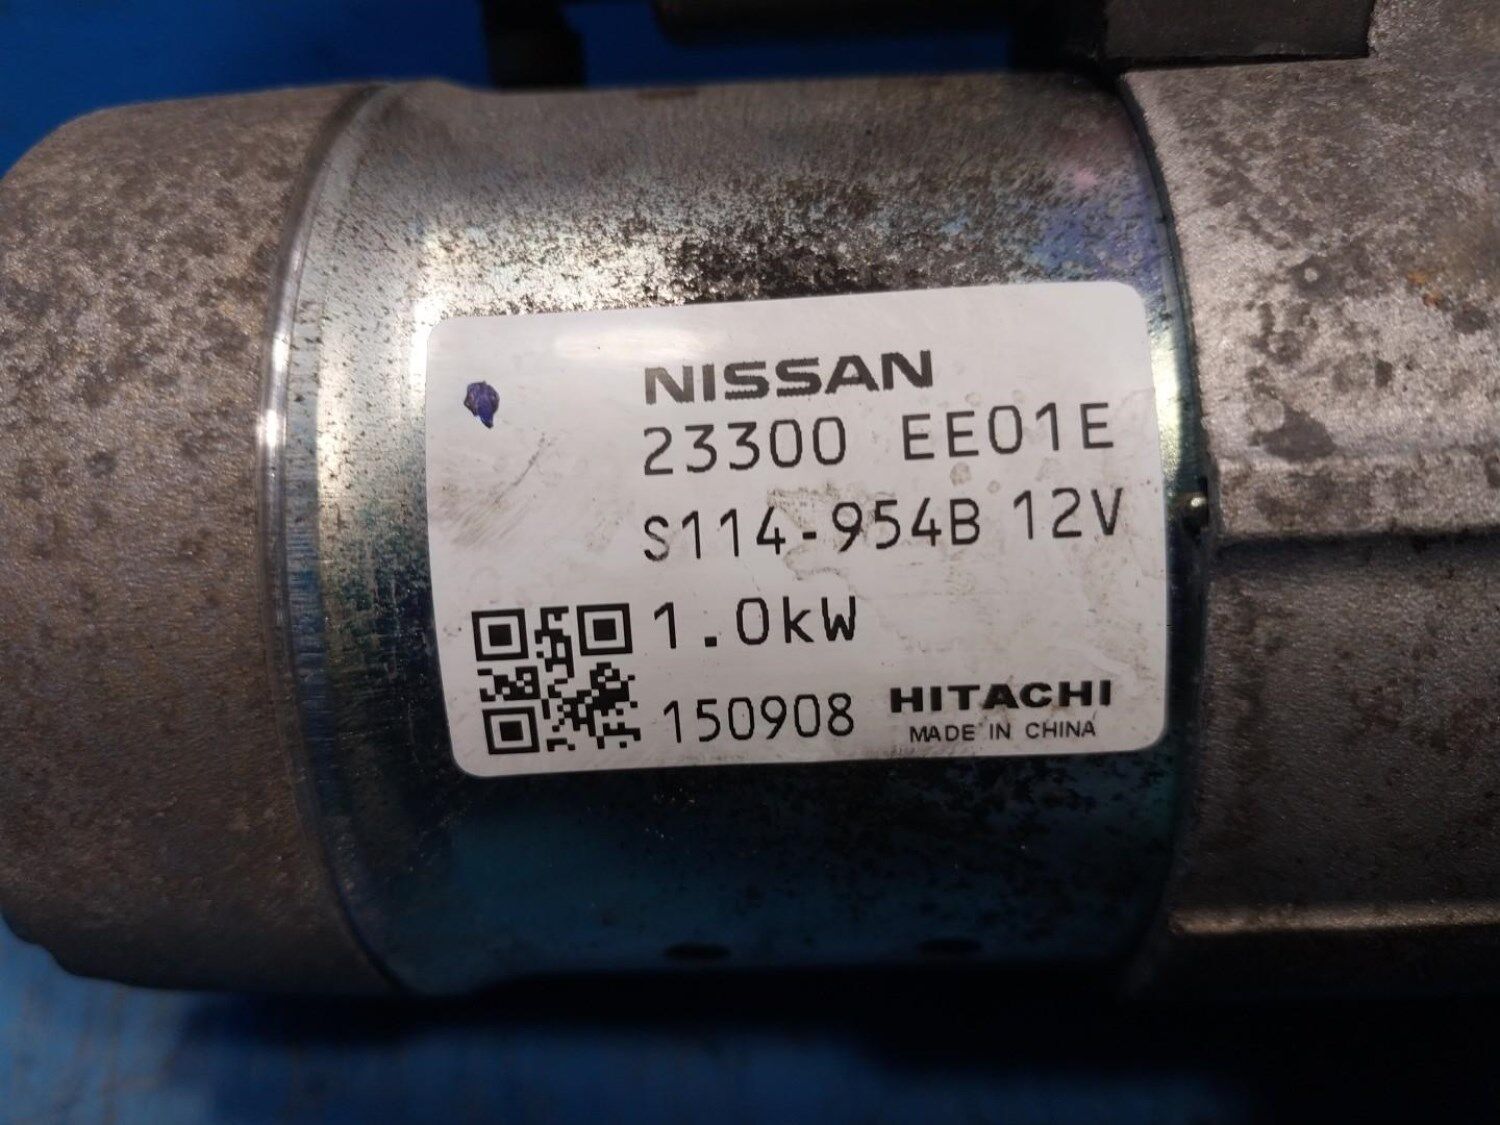 NISSAN
23300 EE01E
S114-954B 12V
1.0kW
150908 HITACHI
MADE IN CHINA